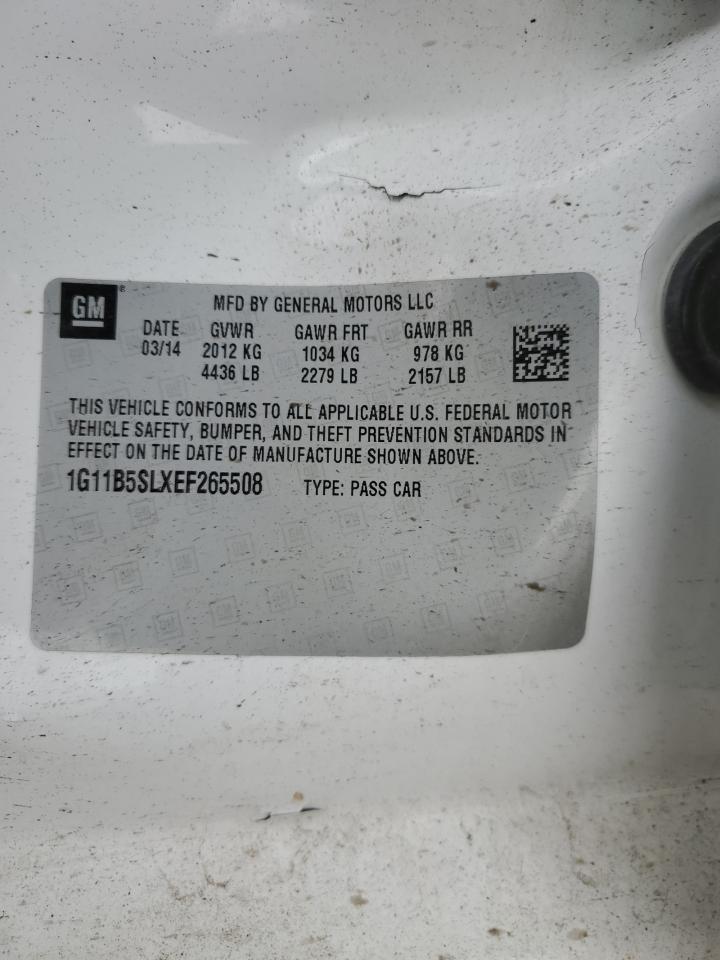 GM ®
MFD BY GENERAL MOTORS LLC
DATE GVWR GAWR FRT GAWR RR
03/14 2012 KG 1034 KG 978 KG
4436 LB 2279 LB 2157 LB
THIS VEHICLE CONFORMS TO ALL APPLICABLE U.S. FEDERAL MOTOR
VEHICLE SAFETY, BUMPER, AND THEFT PREVENTION STANDARDS IN
EFFECT ON THE DATE OF MANUFACTURE SHOWN ABOVE.
1G11B5SLXEF265508 TYPE: PASS CAR